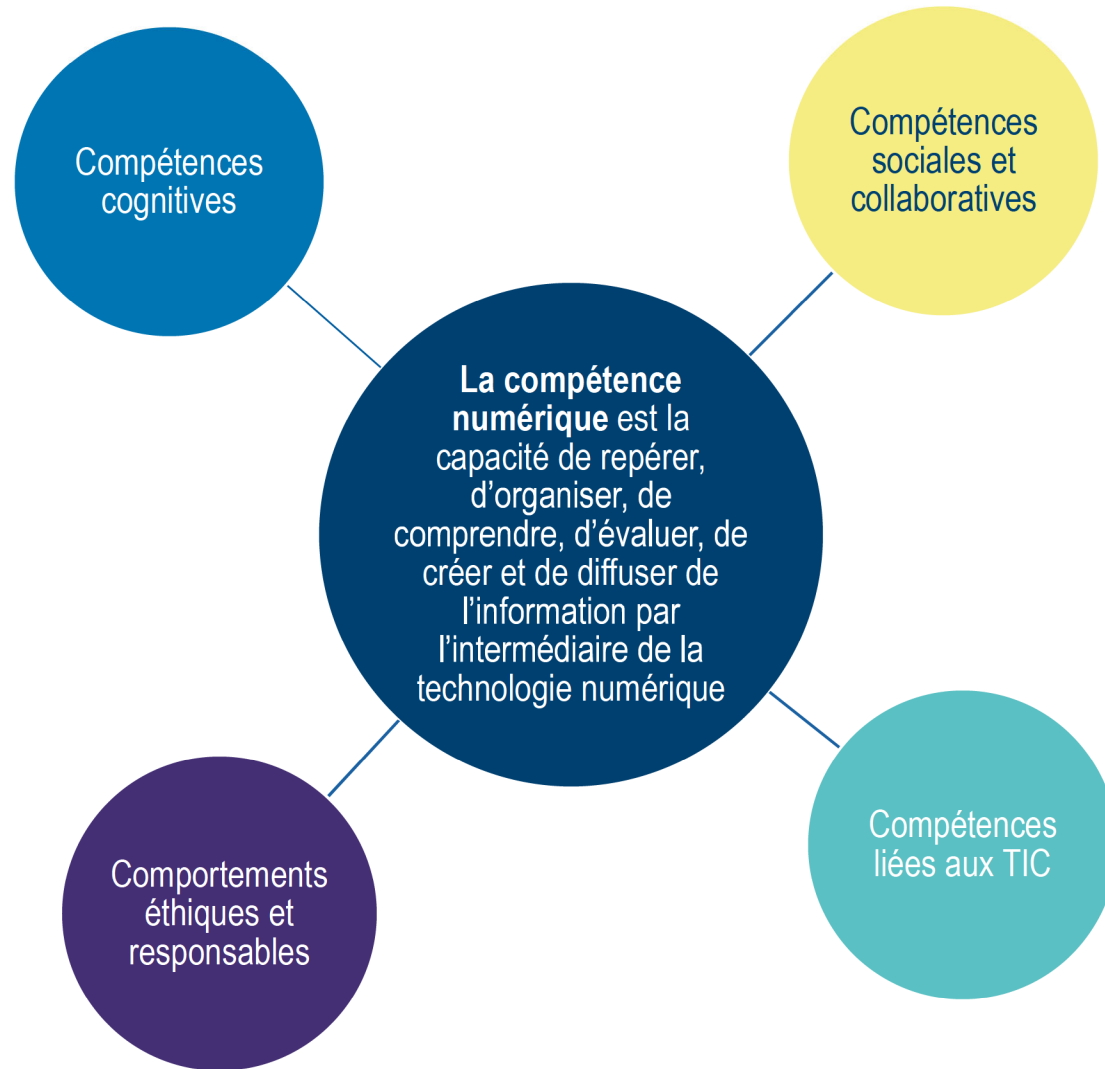 Compétences
cognitives
Compétences
sociales et
collaboratives
La compétence
numérique est la
capacité de repérer,
d’organiser, de
comprendre, d’évaluer, de
créer et de diffuser de
l’information par
l’intermédiaire de la
technologie numérique
Comportements
éthiques et
responsables
Compétences
liées aux TIC